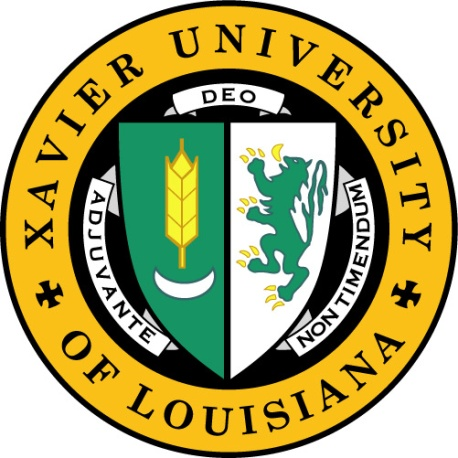 XAVIER UNIVERSITY
OF LOUISIANA
DEO
ADJUVANTE
NON TIMENDUM